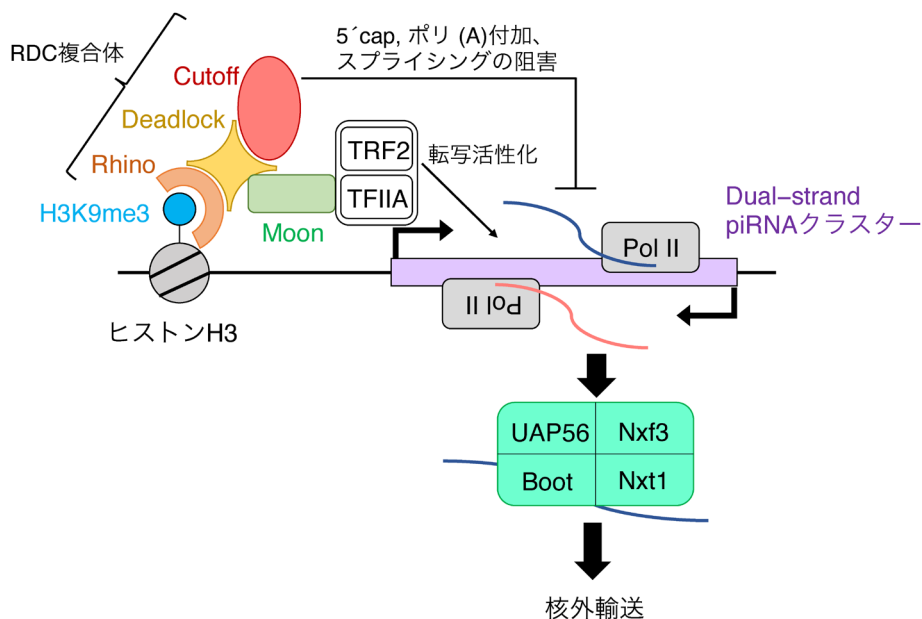 RDC複合体
5´cap, ポリ (A)付加、
スプライシングの阻害
Cutoff
Deadlock
Rhino
H3K9me3
Moon
TRF2
TFIIA
転写活性化
Dual–strand
piRNAクラスター
Pol II
Pol II
ヒストンH3
UAP56
Nxf3
Boot
Nxt1
核外輸送